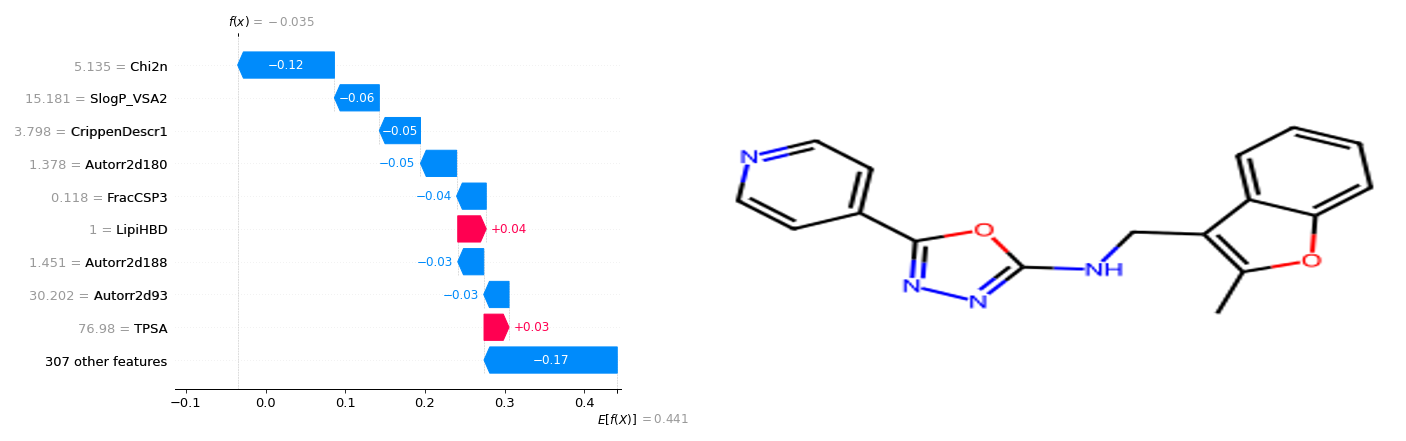 f(x) = −0.035
5.135 = Chi2n
−0.12
15.181 = SlogP_VSA2
−0.06
3.798 = CrippenDescr1
−0.05
1.378 = Autorr2d180
−0.05
0.118 = FracCSP3
−0.04
1 = LipiHBD
+0.04
1.451 = Autorr2d188
−0.03
30.202 = Autorr2d93
−0.03
76.98 = TPSA
+0.03
307 other features
−0.17
−0.1 0.0 0.1 0.2 0.3 0.4
E[f(X)] = 0.441
N
O
N
N
NH
O